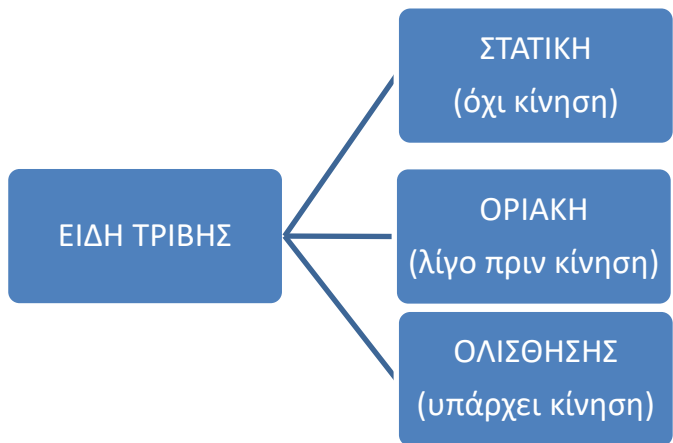 ΣΤΑΤΙΚΗ
(όχι κίνηση)
ΕΙΔΗ ΤΡΙΒΗΣ
ΟΡΙΑΚΗ
(λίγο πριν κίνηση)
ΟΛΙΣΘΗΣΗΣ
(υπάρχει κίνηση)